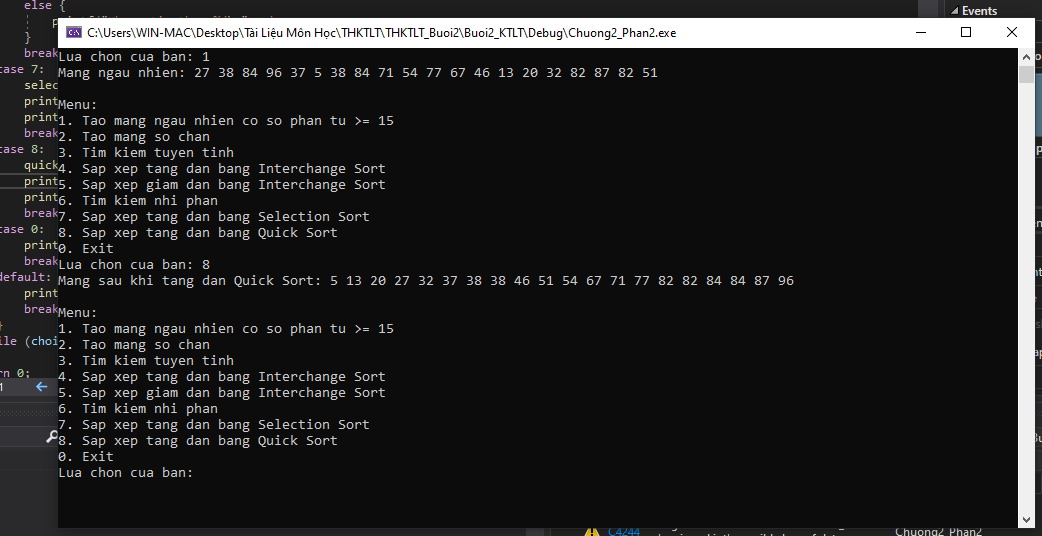 else {
break
case 7:
selec
print
print
break
case 8:
quick
print
print
break
case 0:
print
break
default:
print
break
}
ile (choi
rn 0;
Events
C:\Users\WIN-MAC\Desktop\Tài Liệu Môn Học\THKTLT\THKTLT_Buoi2\Buoi2_KTLT\Debug\Chuong2_Phan2.exe
Lua chon cua ban: 1
Mang ngau nhien: 27 38 84 96 37 5 38 84 71 54 77 67 46 13 20 32 82 87 82 51
Menu:
1. Tao mang ngau nhien co so phan tu >= 15
2. Tao mang so chan
3. Tim kiem tuyen tinh
4. Sap xep tang dan bang Interchange Sort
5. Sap xep giam dan bang Interchange Sort
6. Tim kiem nhi phan
7. Sap xep tang dan bang Selection Sort
8. Sap xep tang dan bang Quick Sort
0. Exit
Lua chon cua ban: 8
Mang sau khi tang dan Quick Sort: 5 13 20 27 32 37 38 38 46 51 54 67 71 77 82 82 84 84 87 96
Menu:
1. Tao mang ngau nhien co so phan tu >= 15
2. Tao mang so chan
3. Tim kiem tuyen tinh
4. Sap xep tang dan bang Interchange Sort
5. Sap xep giam dan bang Interchange Sort
6. Tim kiem nhi phan
7. Sap xep tang dan bang Selection Sort
8. Sap xep tang dan bang Quick Sort
0. Exit
Lua chon cua ban:
C4244
Chuong2_Phan2